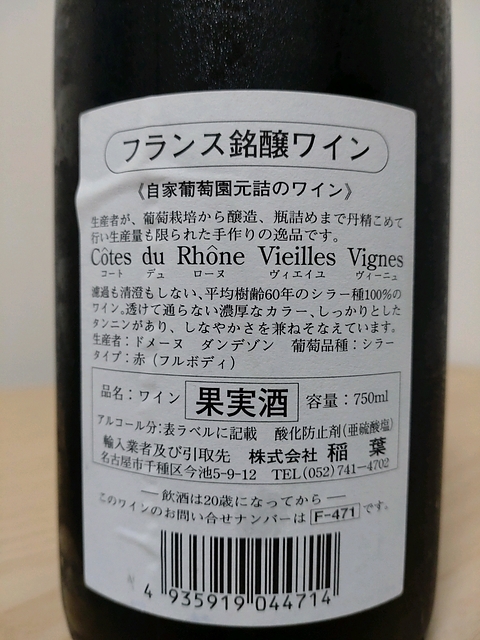 フランス銘醸ワイン
《自家葡萄園元詰のワイン》
生産者が、葡萄栽培から醸造、瓶詰めまで丹精こめて
行い生産量も限られた手作りの逸品です。
Côtes du Rhône Vieilles Vignes
コート デュ ローヌ ヴィエイユ ヴィーニュ
濾過も清澄もしない、平均樹齢60年のシラー種100%の
ワイン。透けて通らない濃厚なカラー、しっかりとした
タンニンがあり、しなやかさを兼ねそなえています。
生産者：ドメーヌ ダンデゾン 葡萄品種：シラー
タイプ：赤（フルボディ）
品名：ワイン 果実酒 容量：750ml
アルコール分：表ラベルに記載 酸化防止剤（亜硫酸塩）
輸入業者及び引取先 株式会社 稲葉
名古屋市千種区今池5-9-12 TEL(052)741-4702
― 飲酒は20歳になってから ―
このワインのお問い合せナンバーは F-471 です。
4 935919 044714